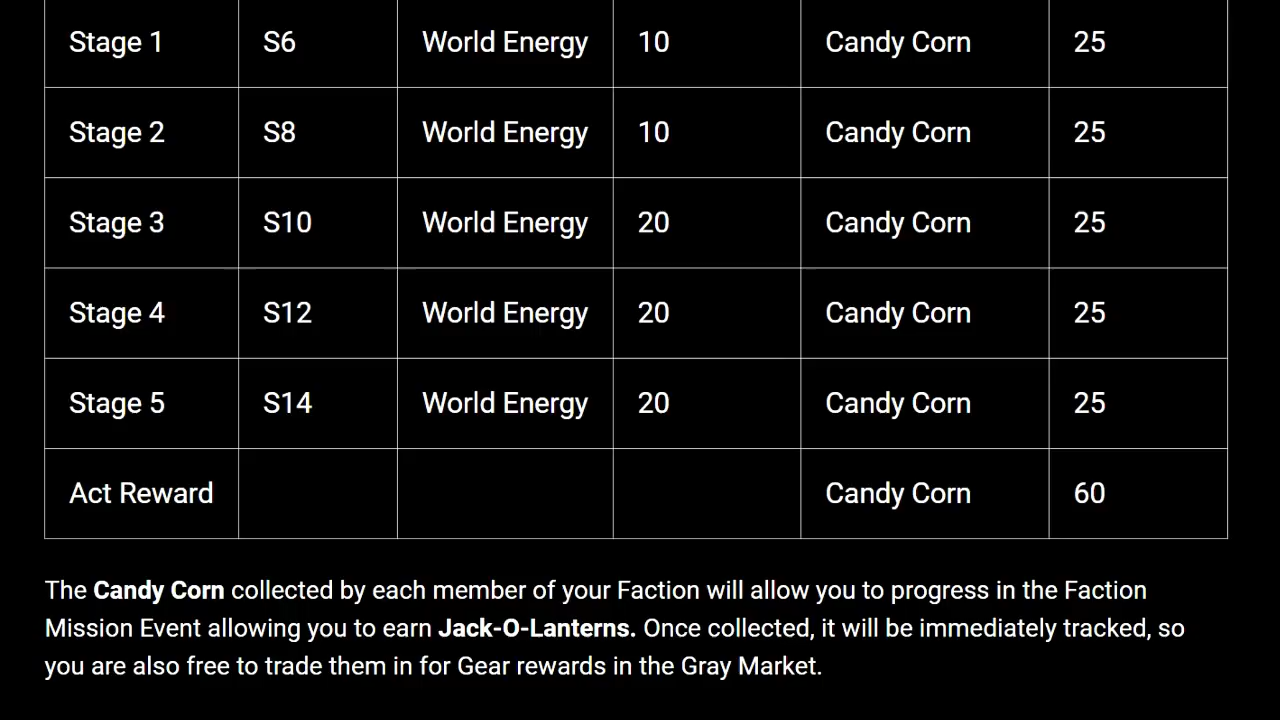 Stage 1 S6 World Energy 10 Candy Corn 25
Stage 2 S8 World Energy 10 Candy Corn 25
Stage 3 S10 World Energy 20 Candy Corn 25
Stage 4 S12 World Energy 20 Candy Corn 25
Stage 5 S14 World Energy 20 Candy Corn 25
Act Reward Candy Corn 60
The Candy Corn collected by each member of your Faction will allow you to progress in the Faction
Mission Event allowing you to earn Jack-O-Lanterns. Once collected, it will be immediately tracked, so
you are also free to trade them in for Gear rewards in the Gray Market.